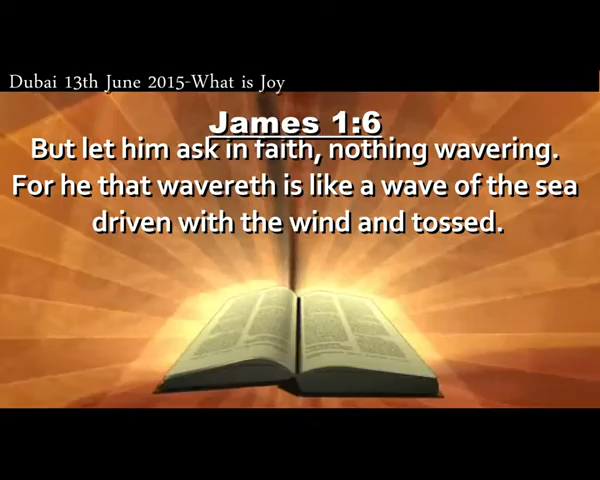 Dubai 13th June 2015-What is Joy
James 1:6
But let him ask in faith, nothing wavering.
For he that wavereth is like a wave of the sea
driven with the wind and tossed.